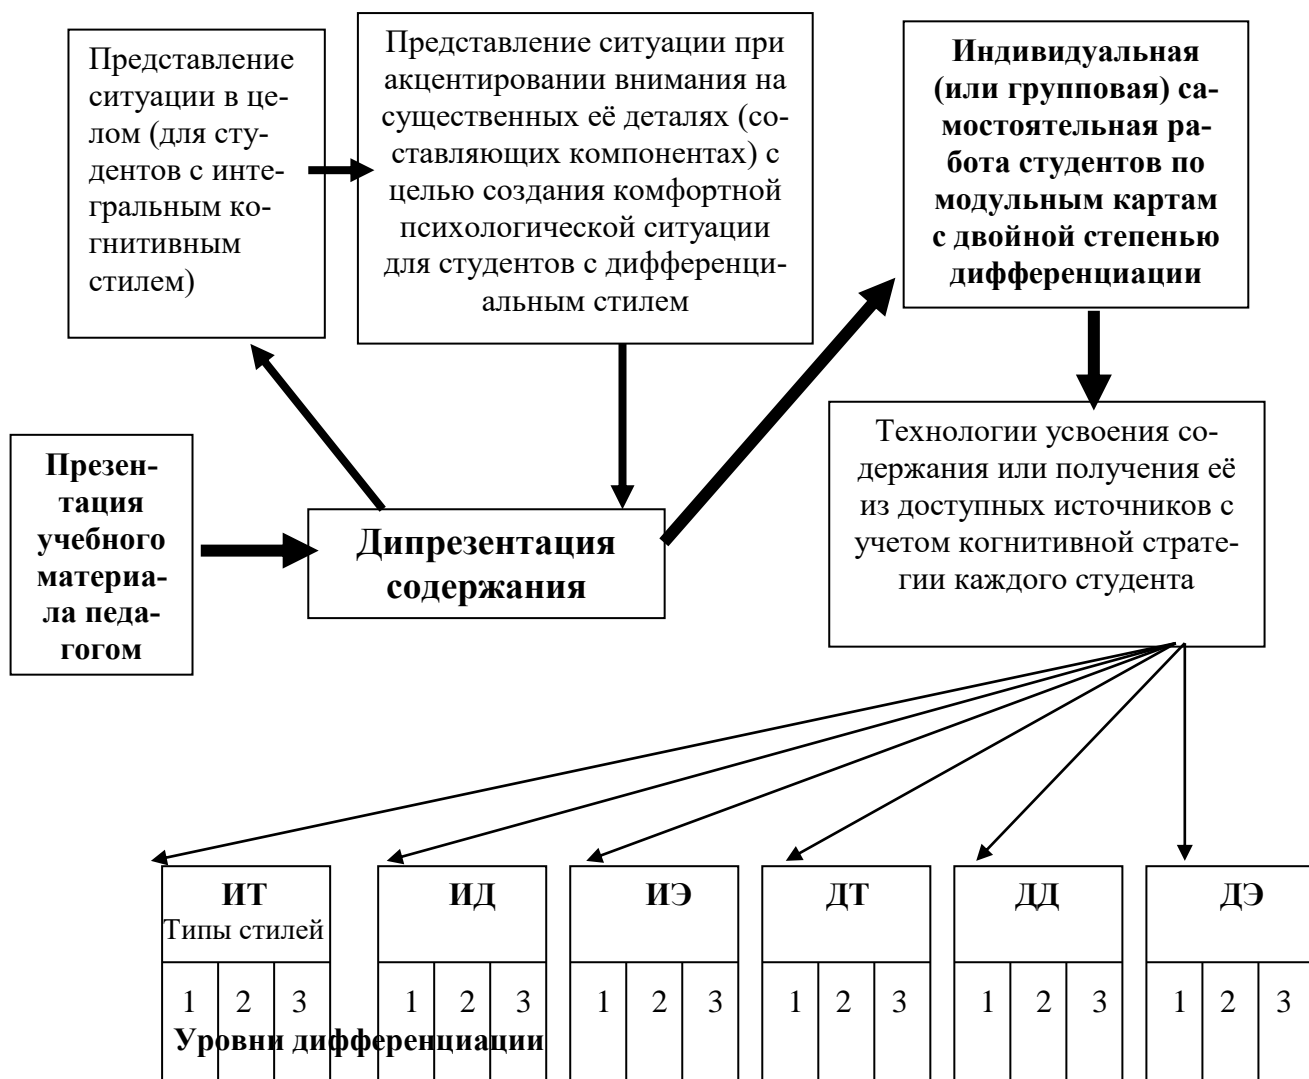 Представление
ситуации в це-
лом (для сту-
дентов с инте-
гральным ко-
гнитивным
стилем)
Представление ситуации при
акцентировании внимания на
существенных её деталях (со-
ставляющих компонентах) с
целью создания комфортной
психологической ситуации
для студентов с дифференци-
альным стилем
Индивидуальная
(или групповая) са-
мостоятельная ра-
бота студентов по
модульным картам
с двойной степенью
дифференциации
Презен-
тация
учебного
материа-
ла педа-
гогом
Дипрезентация
содержания
Технологии усвоения со-
держания или получения её
из доступных источников с
учетом когнитивной страте-
гии каждого студента
ИТ
Типы стилей
ИД
ИЭ
ДТ
ДД
ДЭ
1 2 3
1 2 3
1 2 3
1 2 3
1 2 3
1 2 3
Уровни дифференциации